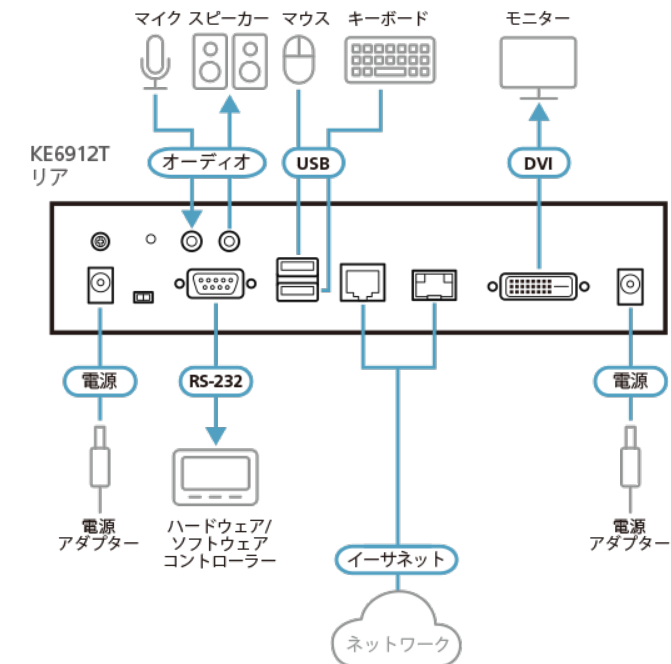 マイク スピーカー マウス キーボード モニター
KE6912T
リア
オーディオ
USB
DVI
電源
RS-232
電源
電源
アダプター
ハードウェア/
ソフトウェア
コントローラー
電源
アダプター
イーサネット
ネットワーク